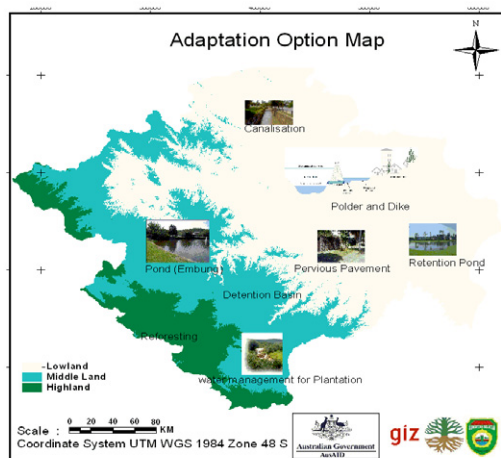 Adaptation Option Map
N
Canalisation
Polder and Dike
Pond (Embung)
Pervious Pavement
Retention Pond
Detention Basin
Reforesting
water management for Plantation
Lowland
Middle Land
Highland
Scale : 0 20 40 60 80 KM
Coordinate System UTM WGS 1984 Zone 48 S
Australian Government
AusAID
giz